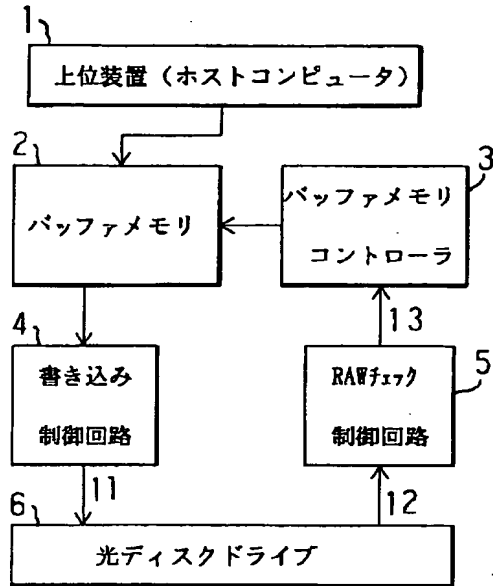 1
上位装置(ホストコンピュータ)
2
バッファメモリ
3
バッファメモリ
コントローラ
4
書き込み
制御回路
13
RAWチェック
制御回路
5
11
12
6
光ディスクドライブ